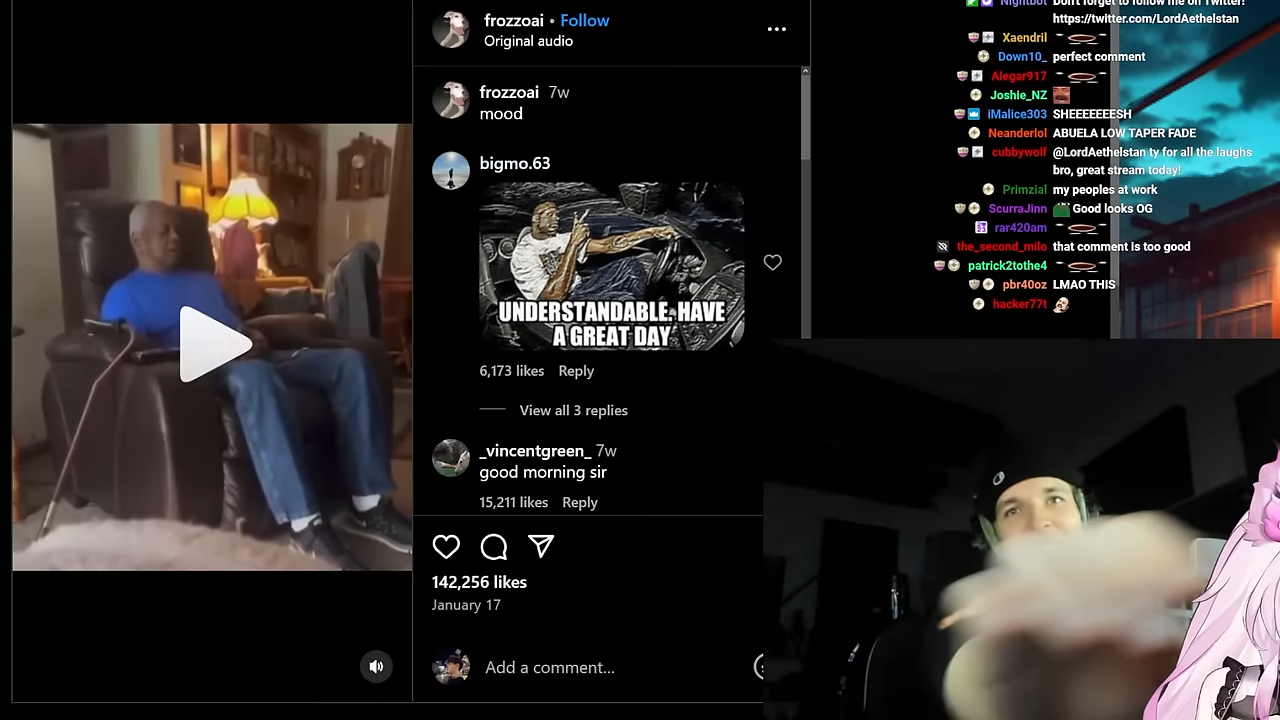 frozzoai • Follow
Original audio
frozzoai 7w
mood
bigmo.63
UNDERSTANDABLE. HAVE
A GREAT DAY
6,173 likes Reply
View all 3 replies
_vincentgreen_ 7w
good morning sir
15,211 likes Reply
142,256 likes
January 17
Add a comment...
Nightbot Don't forget to follow me on Twitter!
https://twitter.com/LordAethelstan
Xaendril
Down10_ perfect comment
Alegar917
Joshie_NZ
iMalice303 SHEEEEEESH
Neanderlol ABUELA LOW TAPER FADE
cubbywolf @LordAethelstan ty for all the laughs
bro, great stream today!
Primzial my peoples at work
ScurraJinn Good looks OG
rar420am
the_second_milo that comment is too good
patrick2tothe4
pbr40oz LMAO THIS
hacker77t